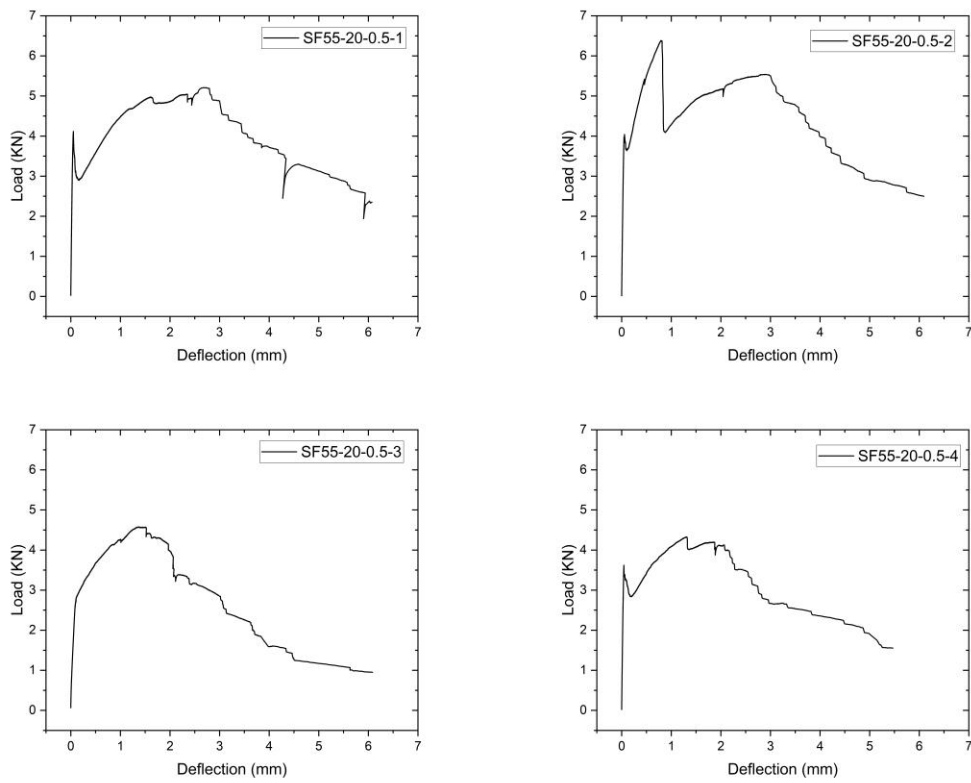 SF55-20-0.5-1
7
6
5
4
3
2
1
0
Load (KN)
0 1 2 3 4 5 6 7
Deflection (mm)
SF55-20-0.5-2
7
6
5
4
3
2
1
0
Load (KN)
0 1 2 3 4 5 6 7
Deflection (mm)
SF55-20-0.5-3
7
6
5
4
3
2
1
0
Load (KN)
0 1 2 3 4 5 6 7
Deflection (mm)
SF55-20-0.5-4
7
6
5
4
3
2
1
0
Load (KN)
0 1 2 3 4 5 6 7
Deflection (mm)